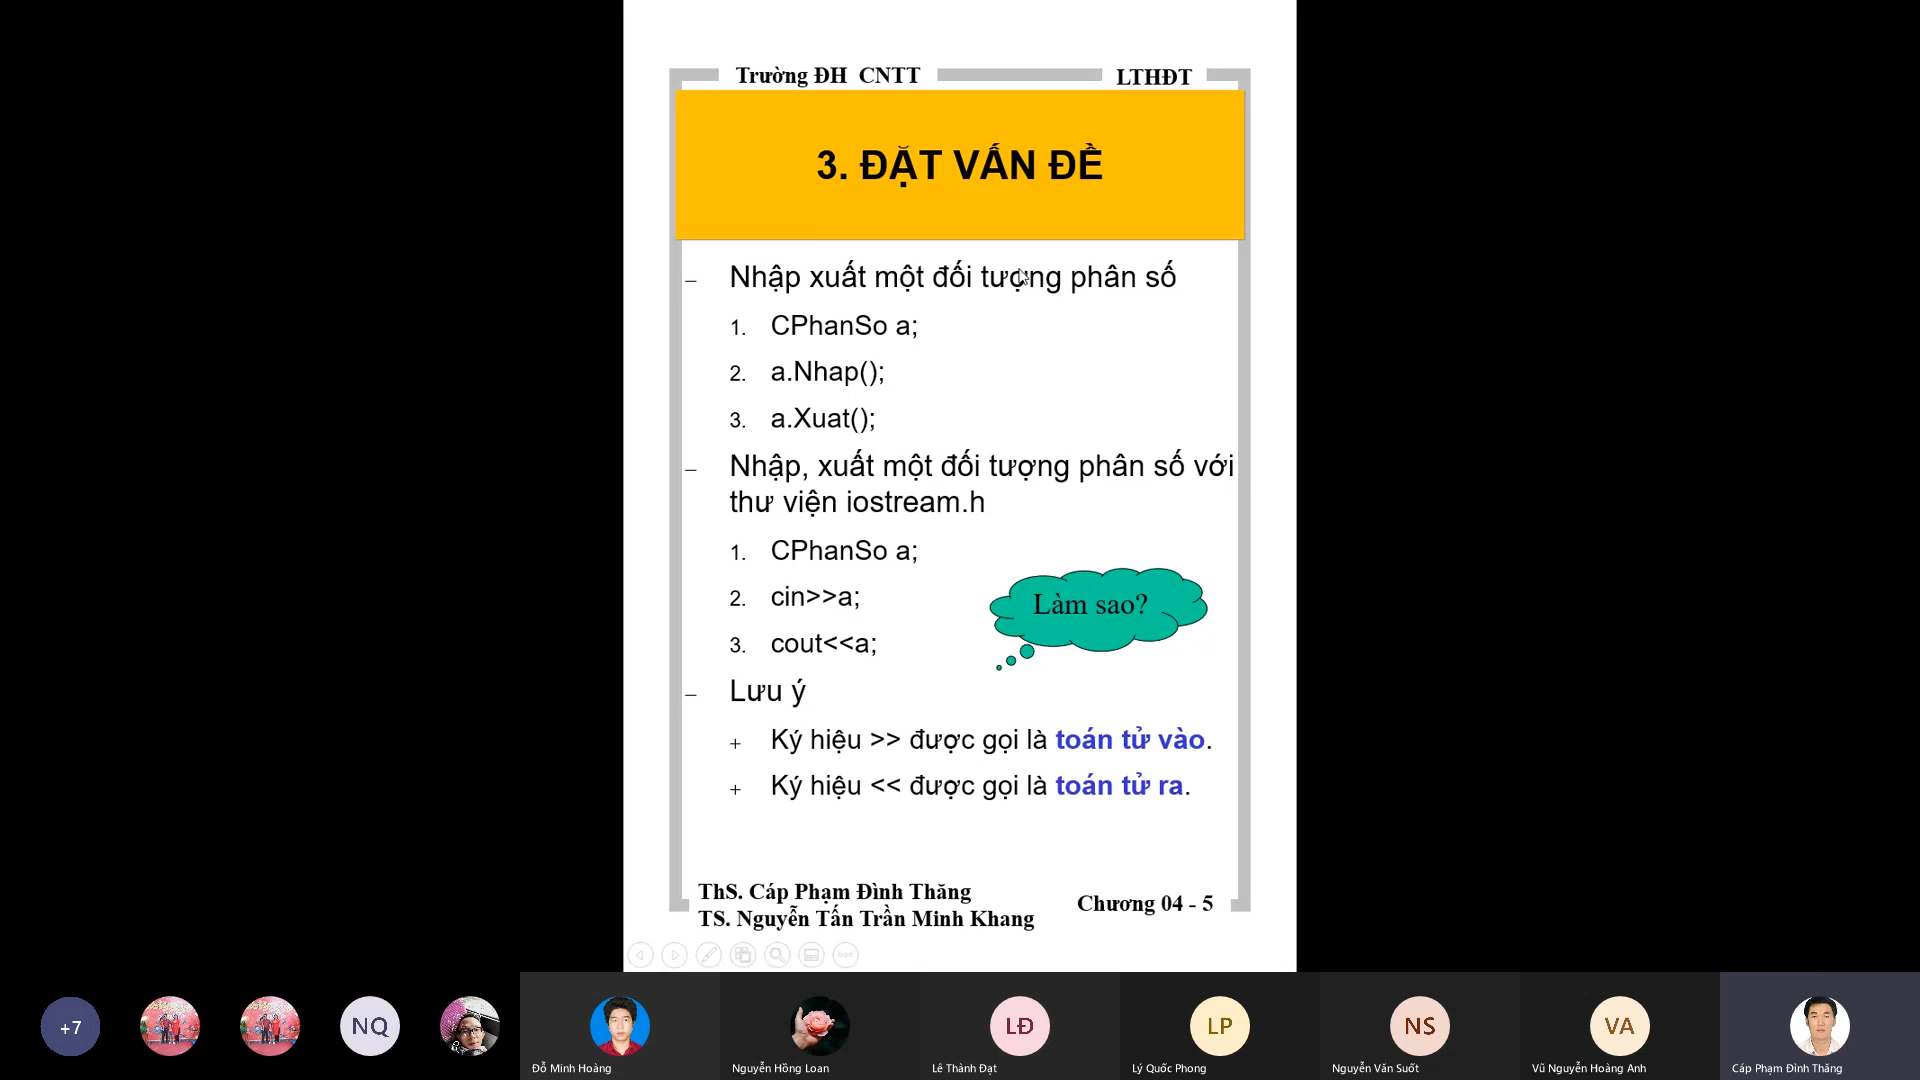 Trường ĐH CNTT
LTHĐT
3. ĐẶT VẤN ĐỀ
– Nhập xuất một đối tượng phân số
1. CPhanSo a;
2. a.Nhap();
3. a.Xuat();
– Nhập, xuất một đối tượng phân số với
thư viện iostream.h
1. CPhanSo a;
2. cin>>a;
3. cout<<a;
Làm sao?
– Lưu ý
+ Ký hiệu >> được gọi là toán tử vào.
+ Ký hiệu << được gọi là toán tử ra.
ThS. Cáp Phạm Đình Thăng
TS. Nguyễn Tấn Trần Minh Khang
Chương 04 - 5
+7
NQ
LĐ
LP
NS
VA
Đỗ Minh Hoàng
Nguyễn Hồng Loan
Lê Thành Đạt
Lý Quốc Phong
Nguyễn Văn Suốt
Vũ Nguyễn Hoàng Anh
Cáp Phạm Đình Thăng